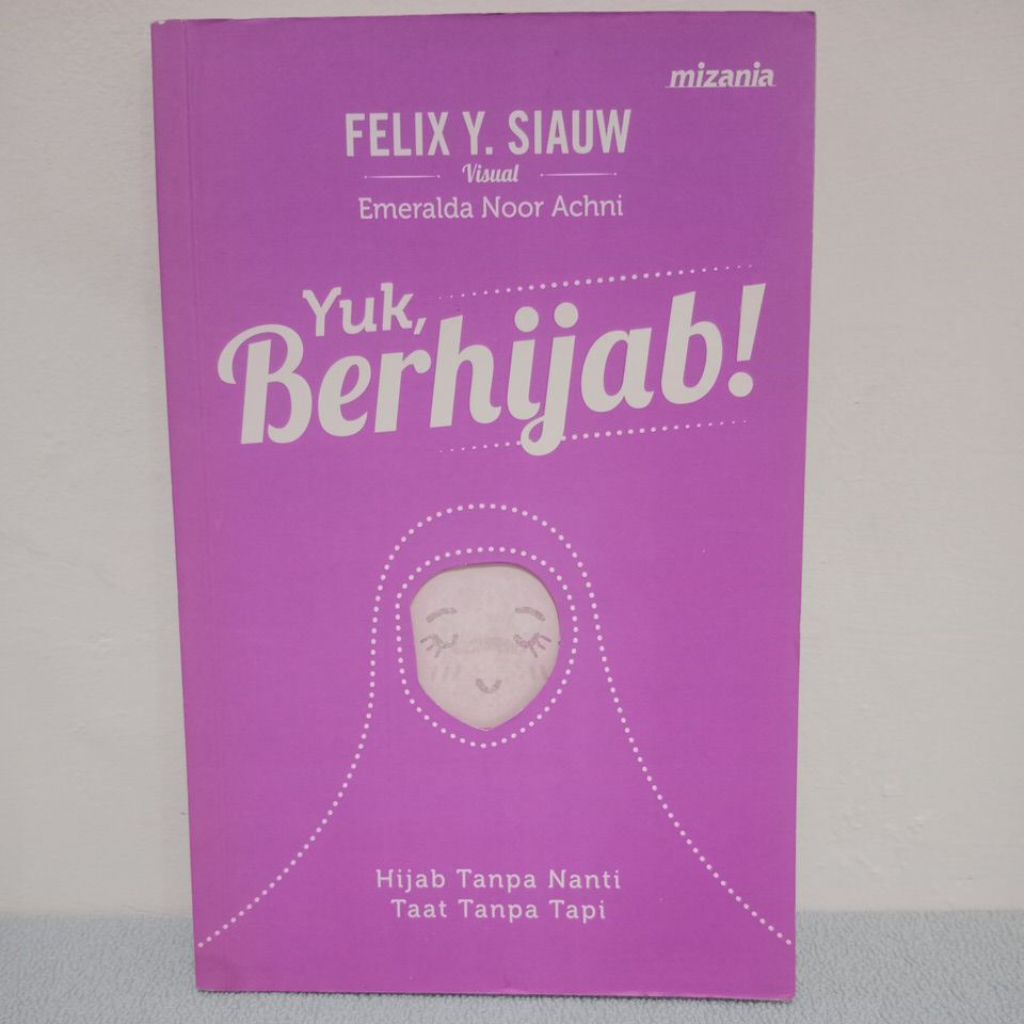 mizania
FELIX Y. SIAUW
Visual
Emeralda Noor Achni
Yuk,
Berhijab!
Hijab Tanpa Nanti
Taat Tanpa Tapi